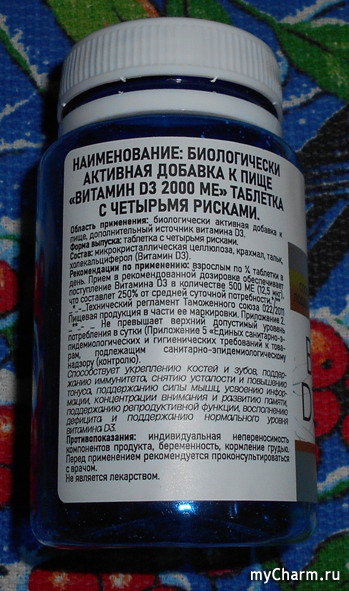 НАИМЕНОВАНИЕ: БИОЛОГИЧЕСКИ
АКТИВНАЯ ДОБАВКА К ПИЩЕ
«ВИТАМИН D3 2000 МЕ» ТАБЛЕТКА
С ЧЕТЫРЬМЯ РИСКАМИ.
Область применения: биологически активная добавка к
пище, дополнительный источник витамина D3.
Форма выпуска: таблетка с четырьмя рисками.
Состав: микрокристаллическая целлюлоза, крахмал, тальк,
холекальциферол (Витамин D3).
Рекомендации по применению: взрослым по ¼ таблетки в
день. Прием в рекомендованной дозировке обеспечивает
поступление Витамина D3 в количестве 500 МЕ (12,5 мкг)*,
что составляет 250% от средней суточной потребности*,**
*_-_Технический регламент Таможенного союза 022/2011
Пищевая продукция в части ее маркировки. Приложение 2.
**_-_ Не превышает верхний допустимый уровень
потребления в сутки (Приложение 5 «Единых санитарно-э-
пидемиологических и гигиенических требований к това-
рам, подлежащим санитарно-эпидемиологическому
надзору (контролю).
Способствует укреплению костей и зубов, поддер-
жанию иммунитета, снятию усталости и повышению
тонуса, поддержанию силы мышц, усвоению инфор-
мации, концентрации внимания и развитию памяти,
поддержанию репродуктивной функции, восполнению
дефицита и поддержанию нормального уровня
витамина D3.
Противопоказания: индивидуальная непереносимость
компонентов продукта, беременность, кормление грудью.
Перед применением рекомендуется проконсультироваться
с врачом.
Не является лекарством.
D
myCharm.ru